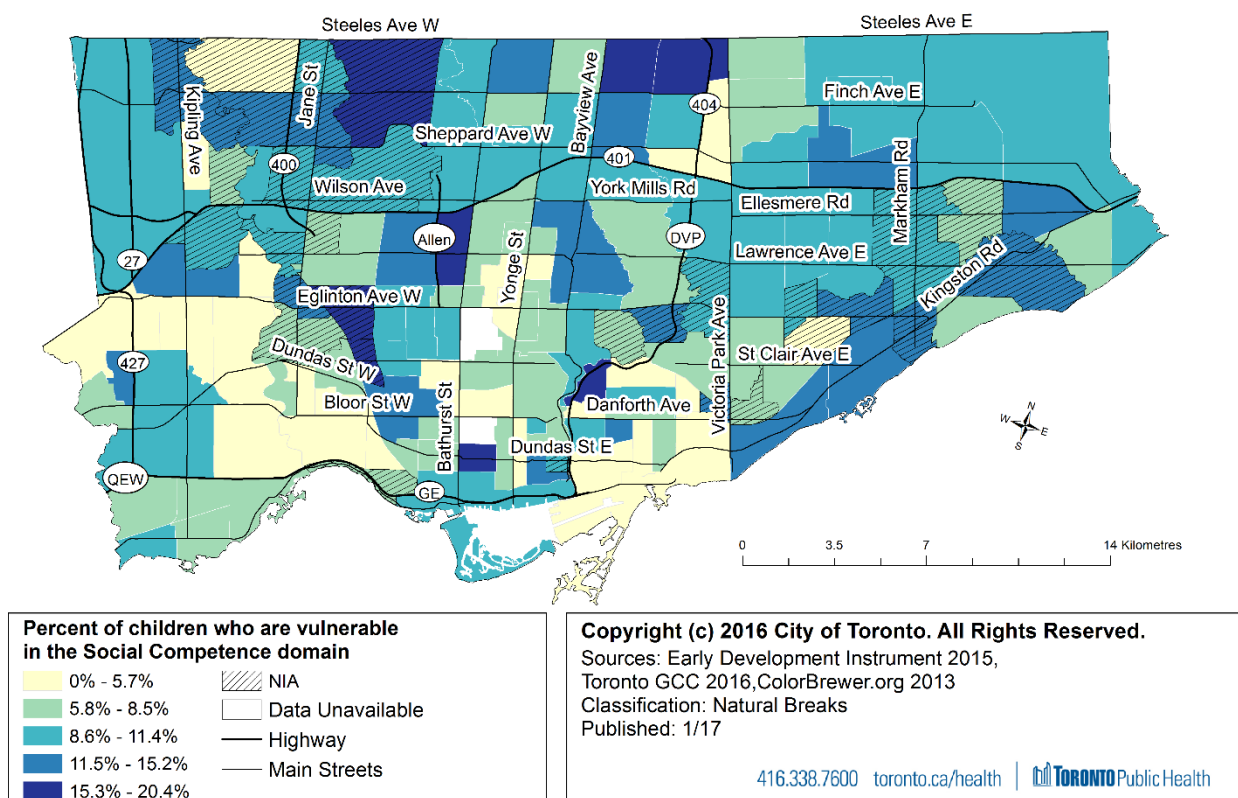 Steeles Ave W
Steeles Ave E
Kipling Ave
Jane St
Bayview Ave
404
Finch Ave E
Sheppard Ave W
400
401
Markham Rd
Wilson Ave
York Mills Rd
Ellesmere Rd
27
Allen
Yonge St
DVP
Lawrence Ave E
Kingston Rd
Eglinton Ave W
427
Dundas St W
Victoria Park Ave
St Clair Ave E
Bloor St W
Bathurst St
Danforth Ave
Dundas St E
QEW
GE
N
W
E
S
0 3.5 7 14 Kilometres
Percent of children who are vulnerable
in the Social Competence domain
0% - 5.7%
5.8% - 8.5%
8.6% - 11.4%
11.5% - 15.2%
15.3% - 20.4%
NIA
Data Unavailable
Highway
Main Streets
Copyright (c) 2016 City of Toronto. All Rights Reserved.
Sources: Early Development Instrument 2015,
Toronto GCC 2016,ColorBrewer.org 2013
Classification: Natural Breaks
Published: 1/17
416.338.7600 toronto.ca/health TORONTO Public Health